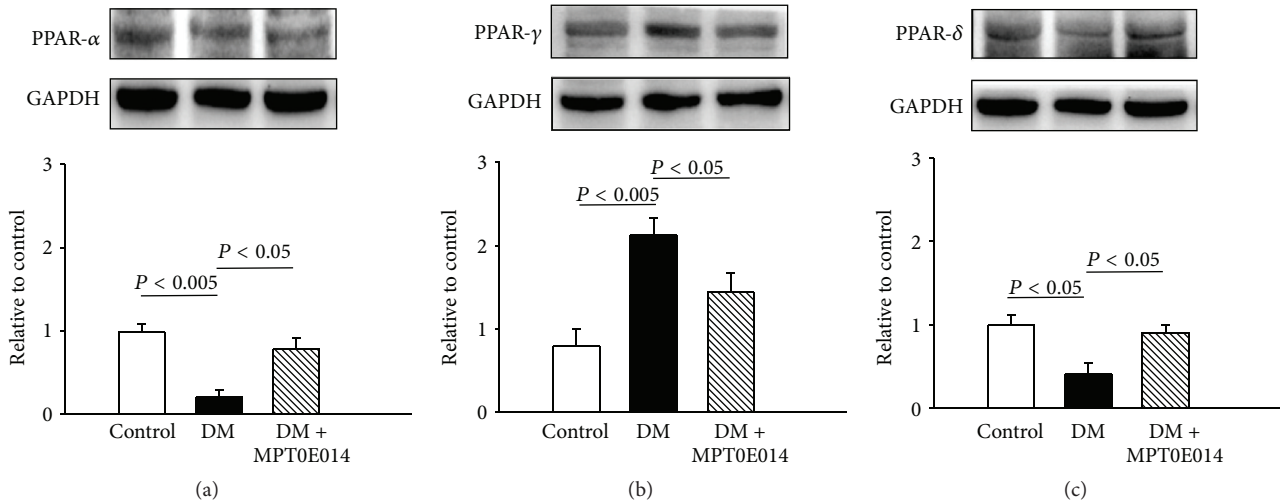 PPAR-α
GAPDH
3
2
1
0
Relative to control
P < 0.005
P < 0.05
Control
DM
DM +
MPT0E014
(a)
PPAR-γ
GAPDH
3
2
1
0
Relative to control
P < 0.005
P < 0.05
Control
DM
DM +
MPT0E014
(b)
PPAR-δ
GAPDH
3
2
1
0
Relative to control
P < 0.05
P < 0.05
Control
DM
DM +
MPT0E014
(c)